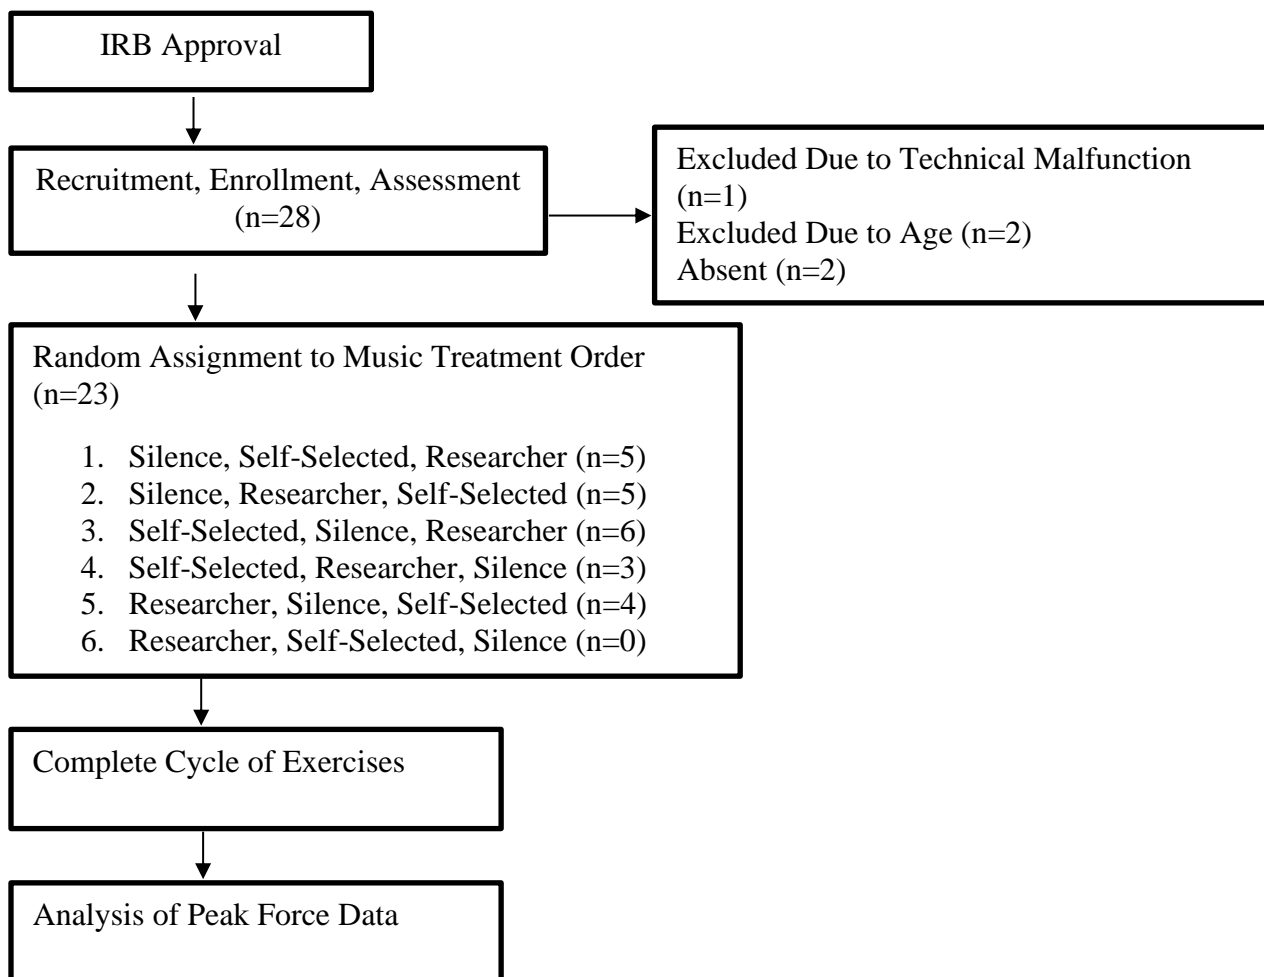 IRB Approval
Recruitment, Enrollment, Assessment
(n=28)
Excluded Due to Technical Malfunction
(n=1)
Excluded Due to Age (n=2)
Absent (n=2)
Random Assignment to Music Treatment Order
(n=23)
1. Silence, Self-Selected, Researcher (n=5)
2. Silence, Researcher, Self-Selected (n=5)
3. Self-Selected, Silence, Researcher (n=6)
4. Self-Selected, Researcher, Silence (n=3)
5. Researcher, Silence, Self-Selected (n=4)
6. Researcher, Self-Selected, Silence (n=0)
Complete Cycle of Exercises
Analysis of Peak Force Data